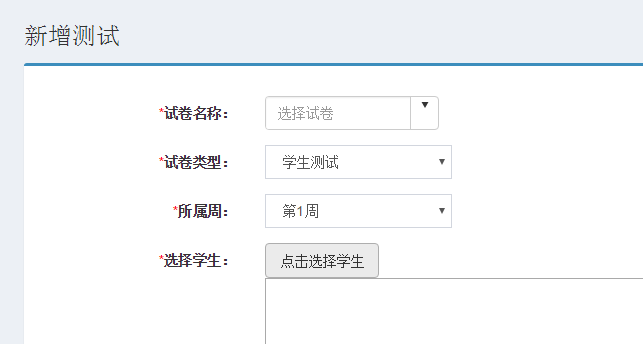 新增测试
*试卷名称： 选择试卷
*试卷类型： 学生测试
*所属周： 第1周
*选择学生： 点击选择学生